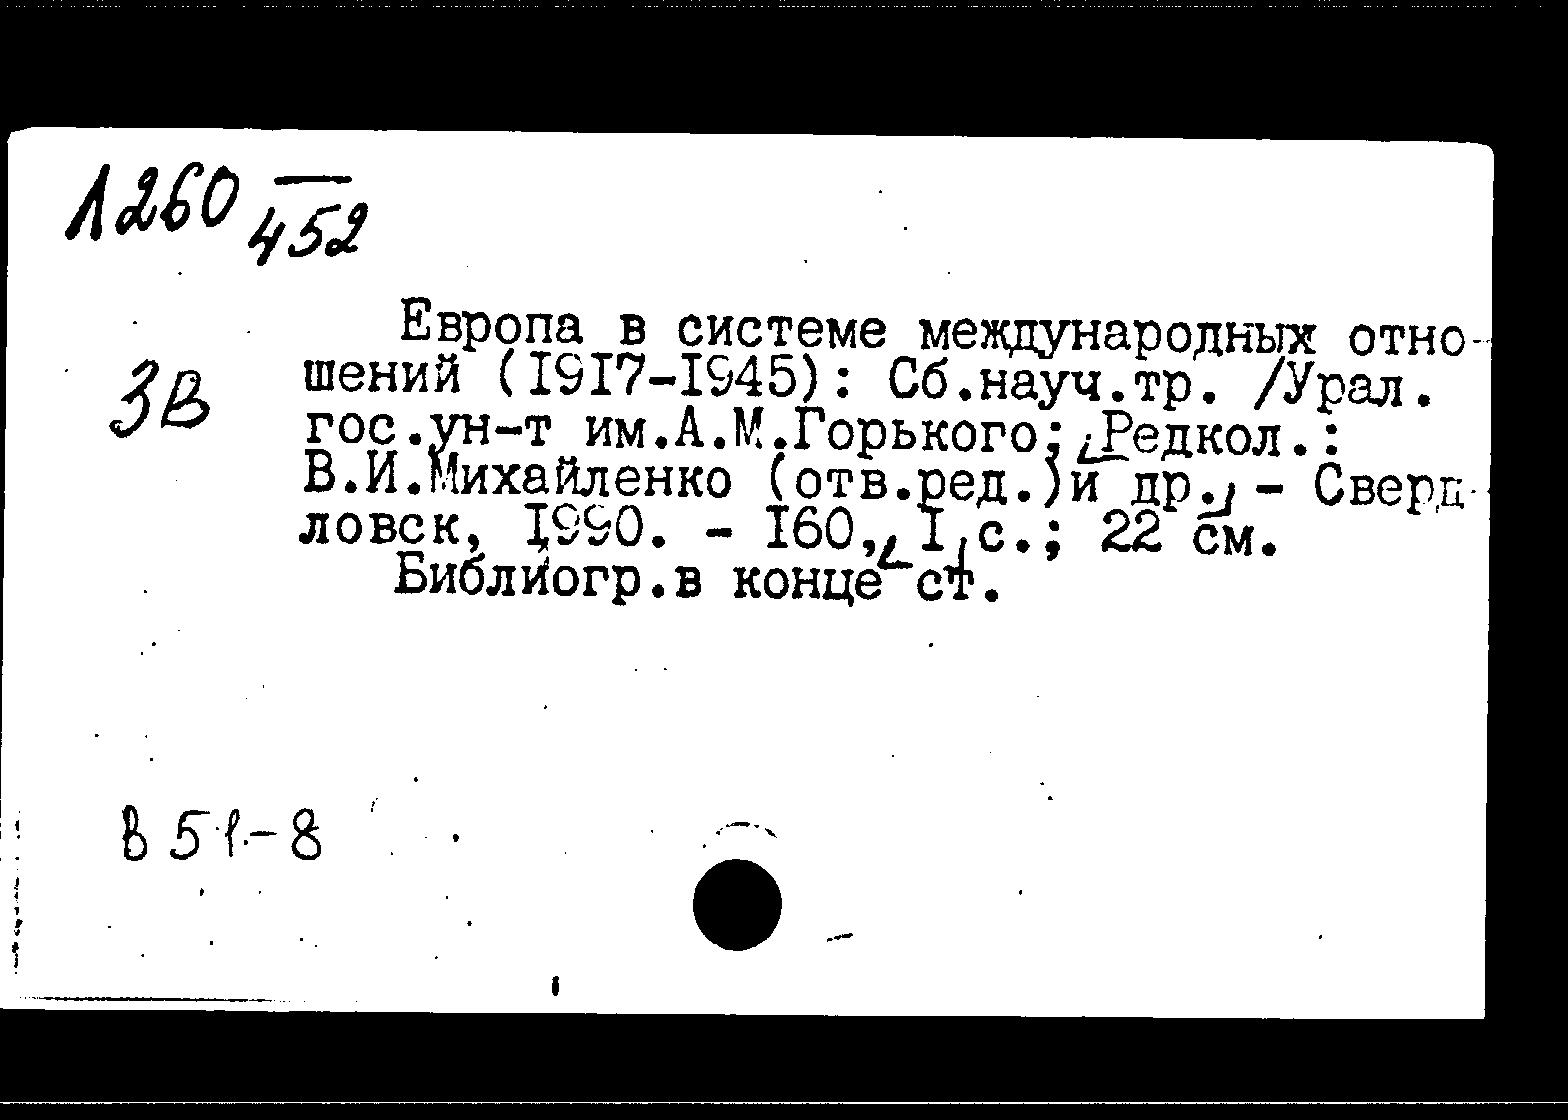 Л260 —
452
Европа в системе международных отно-
3В
шений (1917-1945): Сб.науч.тр. /Урал.
гос.ун-т им.А.М.Горького; [Редкол.:
В.И.Михайленко (отв.ред.)и др.] - Сверд-
ловск, 1990. - 160, [1] с.; 22 см.
Библиогр.в конце ст.
В 51-8